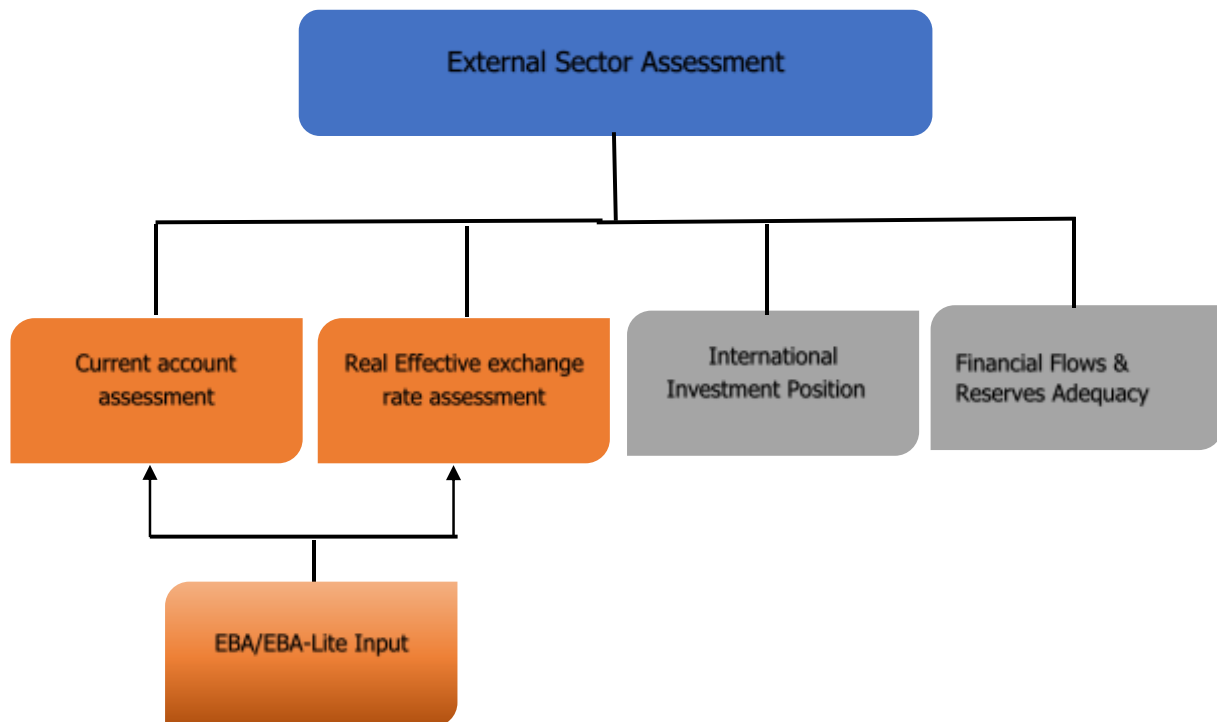 External Sector Assessment
Current account
assessment
Real Effective exchange
rate assessment
International
Investment Position
Financial Flows &
Reserves Adequacy
EBA/EBA-Lite Input